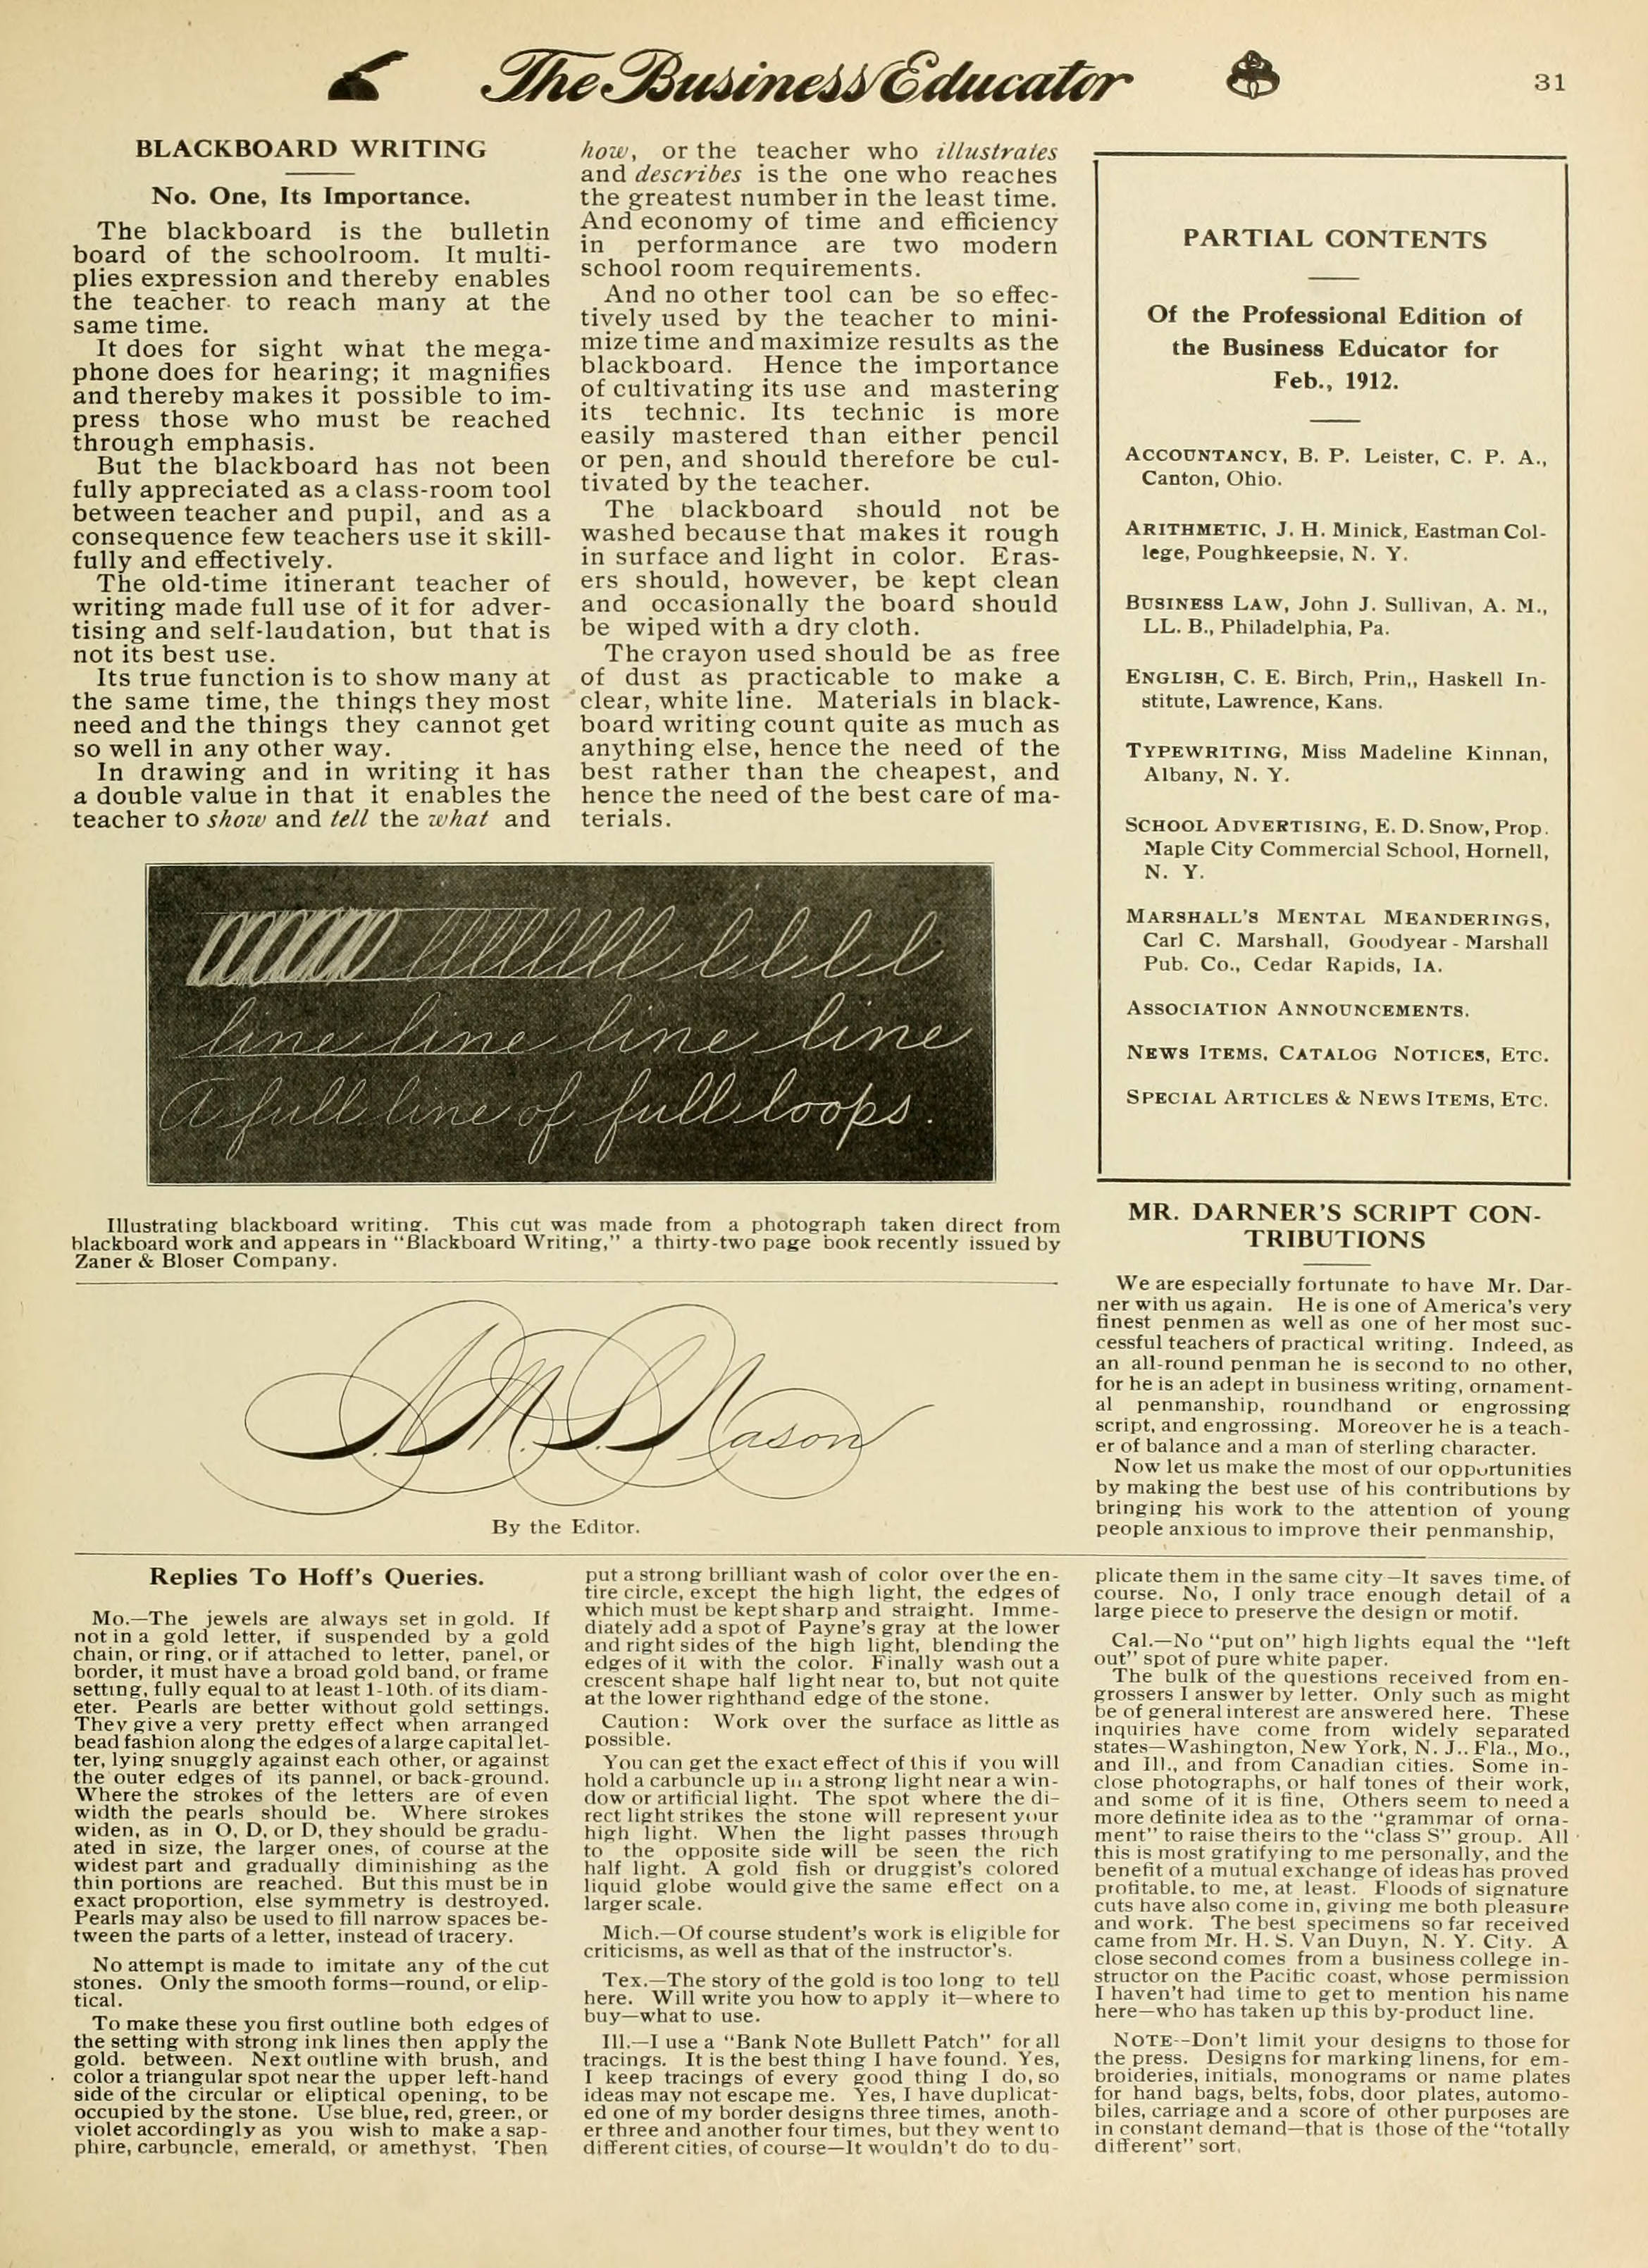 The Business Educator
31
BLACKBOARD WRITING
No. One, Its Importance.
The blackboard is the bulletin
board of the schoolroom. It multi-
plies expression and thereby enables
the teacher to reach many at the
same time.
It does for sight what the mega-
phone does for hearing; it magnifies
and thereby makes it possible to im-
press those who must be reached
through emphasis.
But the blackboard has not been
fully appreciated as a class-room tool
between teacher and pupil, and as a
consequence few teachers use it skill-
fully and effectively.
The old-time itinerant teacher of
writing made full use of it for adver-
tising and self-laudation, but that is
not its best use.
Its true function is to show many at
the same time, the things they most
need and the things they cannot get
so well in any other way.
In drawing and in writing it has
a double value in that it enables the
teacher to show and tell the what and
how, or the teacher who illustrates
and describes is the one who reaches
the greatest number in the least time.
And economy of time and efficiency
in performance are two modern
school room requirements.
And no other tool can be so effec-
tively used by the teacher to mini-
mize time and maximize results as the
blackboard. Hence the importance
of cultivating its use and mastering
its technic. Its technic is more
easily mastered than either pencil
or pen, and should therefore be cul-
tivated by the teacher.
The blackboard should not be
washed because that makes it rough
in surface and light in color. Eras-
ers should, however, be kept clean
and occasionally the board should
be wiped with a dry cloth.
The crayon used should be as free
of dust as practicable to make a
clear, white line. Materials in black-
board writing count quite as much as
anything else, hence the need of the
best rather than the cheapest, and
hence the need of the best care of ma-
terials.
l l l l
line line line line
A full line of full loops.
Illustrating blackboard writing. This cut was made from a photograph taken direct from
blackboard work and appears in "Blackboard Writing," a thirty-two page book recently issued by
Zaner & Bloser Company.
Nason
By the Editor.
PARTIAL CONTENTS
Of the Professional Edition of
the Business Educator for
Feb., 1912.
ACCOUNTANCY, B. P. Leister, C. P. A.,
Canton, Ohio.
ARITHMETIC, J. H. Minick, Eastman Col-
lege, Poughkeepsie, N. Y.
BUSINESS LAW, John J. Sullivan, A. M.,
LL. B., Philadelphia, Pa.
ENGLISH, C. E. Birch, Prin,, Haskell In-
stitute, Lawrence, Kans.
TYPEWRITING, Miss Madeline Kinnan,
Albany, N. Y.
SCHOOL ADVERTISING, E. D. Snow, Prop.
Maple City Commercial School, Hornell,
N. Y.
MARSHALL'S MENTAL MEANDERINGS,
Carl C. Marshall, Goodyear - Marshall
Pub. Co., Cedar Rapids, IA.
ASSOCIATION ANNOUNCEMENTS.
NEWS ITEMS, CATALOG NOTICES, ETC.
SPECIAL ARTICLES & NEWS ITEMS, ETC.
MR. DARNER'S SCRIPT CON-
TRIBUTIONS
We are especially fortunate to have Mr. Dar-
ner with us again. He is one of America's very
finest penmen as well as one of her most suc-
cessful teachers of practical writing. Indeed, as
an all-round penman he is second to no other,
for he is an adept in business writing, ornament-
al penmanship, roundhand or engrossing
script, and engrossing. Moreover he is a teach-
er of balance and a man of sterling character.
Now let us make the most of our opportunities
by making the best use of his contributions by
bringing his work to the attention of young
people anxious to improve their penmanship,
Replies To Hoff's Queries.
Mo.—The jewels are always set in gold. If
not in a gold letter, if suspended by a gold
chain, or ring, or if attached to letter, panel, or
border, it must have a broad gold band, or frame
setting, fully equal to at least 1-10th. of its diam-
eter. Pearls are better without gold settings.
They give a very pretty effect when arranged
bead fashion along the edges of a large capital let-
ter, lying snuggly against each other, or against
the outer edges of its pannel, or back-ground.
Where the strokes of the letters are of even
width the pearls should be. Where strokes
widen, as in O, D, or D, they should be gradu-
ated in size, the larger ones, of course at the
widest part and gradually diminishing as the
thin portions are reached. But this must be in
exact proportion, else symmetry is destroyed.
Pearls may also be used to fill narrow spaces be-
tween the parts of a letter, instead of tracery.
No attempt is made to imitate any of the cut
stones. Only the smooth forms—round, or elip-
tical.
To make these you first outline both edges of
the setting with strong ink lines then apply the
gold. between. Next outline with brush, and
color a triangular spot near the upper left-hand
side of the circular or eliptical opening, to be
occupied by the stone. Use blue, red, green, or
violet accordingly as you wish to make a sap-
phire, carbuncle, emerald, or amethyst. Then
put a strong brilliant wash of color over the en-
tire circle, except the high light, the edges of
which must be kept sharp and straight. Imme-
diately add a spot of Payne's gray at the lower
and right sides of the high light, blending the
edges of it with the color. Finally wash out a
crescent shape half light near to, but not quite
at the lower righthand edge of the stone.
Caution: Work over the surface as little as
possible.
You can get the exact effect of this if you will
hold a carbuncle up in a strong light near a win-
dow or artificial light. The spot where the di-
rect light strikes the stone will represent your
high light. When the light passes through
to the opposite side will be seen the rich
half light. A gold fish or druggist's colored
liquid globe would give the same effect on a
larger scale.
Mich.—Of course student's work is eligible for
criticisms, as well as that of the instructor's.
Tex.—The story of the gold is too long to tell
here. Will write you how to apply it—where to
buy—what to use.
Ill.—I use a "Bank Note Bullett Patch" for all
tracings. It is the best thing I have found. Yes,
I keep tracings of every good thing I do, so
ideas may not escape me. Yes, I have duplicat-
ed one of my border designs three times, anoth-
er three and another four times, but they went to
different cities, of course—It wouldn't do to du-
plicate them in the same city—It saves time, of
course. No, I only trace enough detail of a
large piece to preserve the design or motif.
Cal.—No "put on" high lights equal the "left
out" spot of pure white paper.
The bulk of the questions received from en-
grossers I answer by letter. Only such as might
be of general interest are answered here. These
inquiries have come from widely separated
states—Washington, New York, N. J.. Fla., Mo.,
and Ill., and from Canadian cities. Some in-
close photographs, or half tones of their work,
and some of it is fine, Others seem to need a
more definite idea as to the "grammar of orna-
ment" to raise theirs to the "class S" group. All
this is most gratifying to me personally, and the
benefit of a mutual exchange of ideas has proved
profitable. to me, at least. Floods of signature
cuts have also come in, giving me both pleasure
and work. The best specimens so far received
came from Mr. H. S. Van Duyn, N. Y. City. A
close second comes from a business college in-
structor on the Pacific coast, whose permission
I haven't had time to get to mention his name
here—who has taken up this by-product line.
NOTE--Don't limit your designs to those for
the press. Designs for marking linens, for em-
broideries, initials, monograms or name plates
for hand bags, belts, fobs, door plates, automo-
biles, carriage and a score of other purposes are
in constant demand—that is those of the "totally
different" sort.